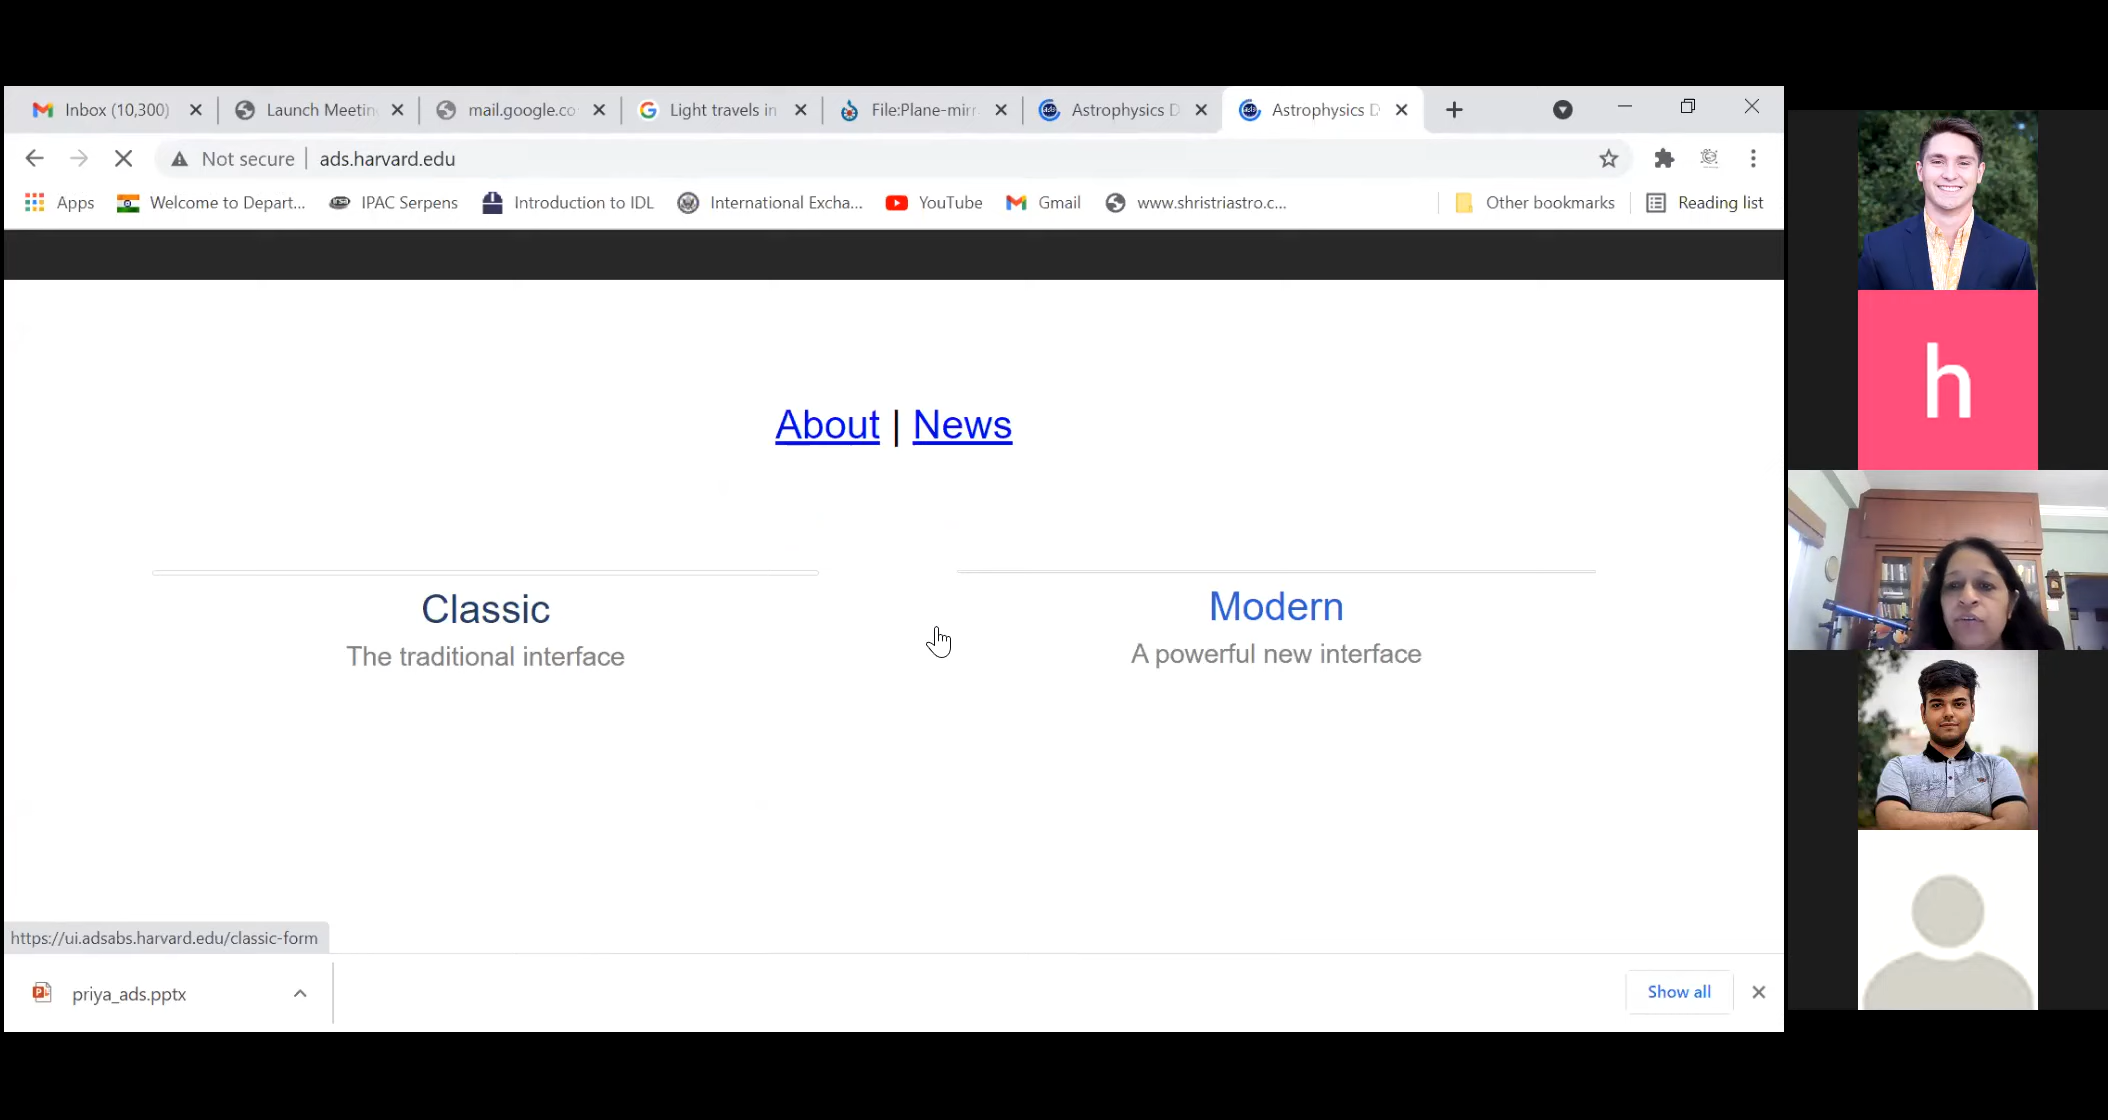 Inbox (10,300)
Launch Meetin
mail.google.co
Light travels in
File:Plane-mirr
Astrophysics D
Astrophysics D
Not secure | ads.harvard.edu
Apps
Welcome to Depart...
IPAC Serpens
Introduction to IDL
International Excha...
YouTube
Gmail
www.shristriastro.c...
Other bookmarks
Reading list
h
About | News
Classic
The traditional interface
Modern
A powerful new interface
https://ui.adsabs.harvard.edu/classic-form
priya_ads.pptx
Show all